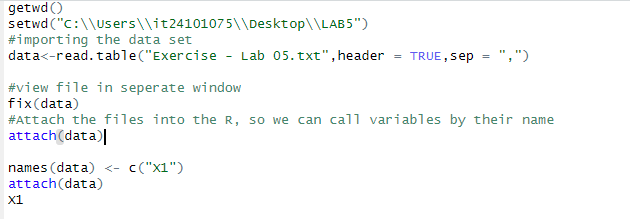 getwd()
setwd("C:\\Users\\it24101075\\Desktop\\LAB5")
#importing the data set
data<-read.table("Exercise - Lab 05.txt",header = TRUE,sep = ",")
#view file in seperate window
fix(data)
#Attach the files into the R, so we can call variables by their name
attach(data)
names(data) <- c("X1")
attach(data)
X1